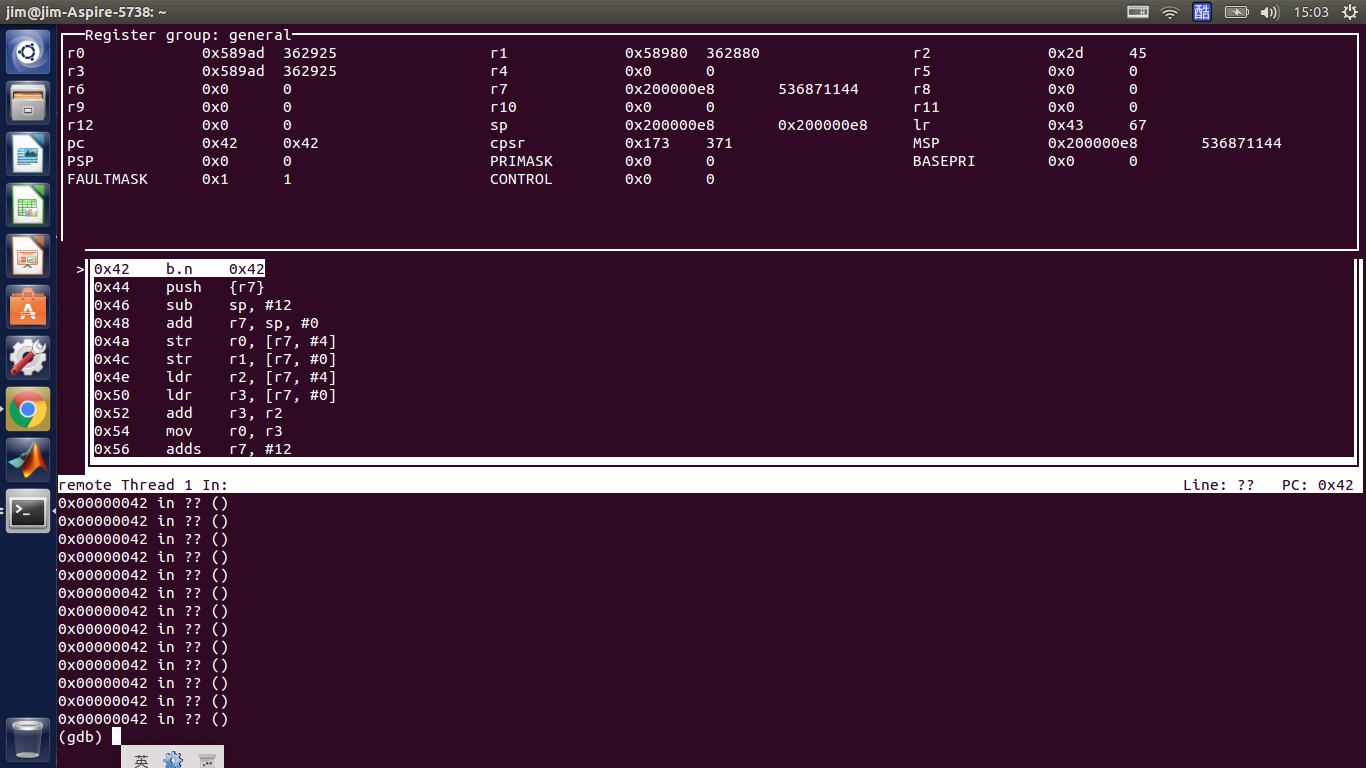 jim@jim-Aspire-5738: ~ 酷 15:03
Register group: general
r0 0x589ad 362925 r1 0x58980 362880 r2 0x2d 45
r3 0x589ad 362925 r4 0x0 0 r5 0x0 0
r6 0x0 0 r7 0x200000e8 536871144 r8 0x0 0
r9 0x0 0 r10 0x0 0 r11 0x0 0
r12 0x0 0 sp 0x200000e8 0x200000e8 lr 0x43 67
pc 0x42 0x42 cpsr 0x173 371 MSP 0x200000e8 536871144
PSP 0x0 0 PRIMASK 0x0 0 BASEPRI 0x0 0
FAULTMASK 0x1 1 CONTROL 0x0 0
>0x42 b.n 0x42
0x44 push {r7}
0x46 sub sp, #12
0x48 add r7, sp, #0
0x4a str r0, [r7, #4]
0x4c str r1, [r7, #0]
0x4e ldr r2, [r7, #4]
0x50 ldr r3, [r7, #0]
0x52 add r3, r2
0x54 mov r0, r3
0x56 adds r7, #12
remote Thread 1 In: Line: ?? PC: 0x42
0x00000042 in ?? ()
0x00000042 in ?? ()
0x00000042 in ?? ()
0x00000042 in ?? ()
0x00000042 in ?? ()
0x00000042 in ?? ()
0x00000042 in ?? ()
0x00000042 in ?? ()
0x00000042 in ?? ()
0x00000042 in ?? ()
0x00000042 in ?? ()
0x00000042 in ?? ()
0x00000042 in ?? ()
(gdb)
英